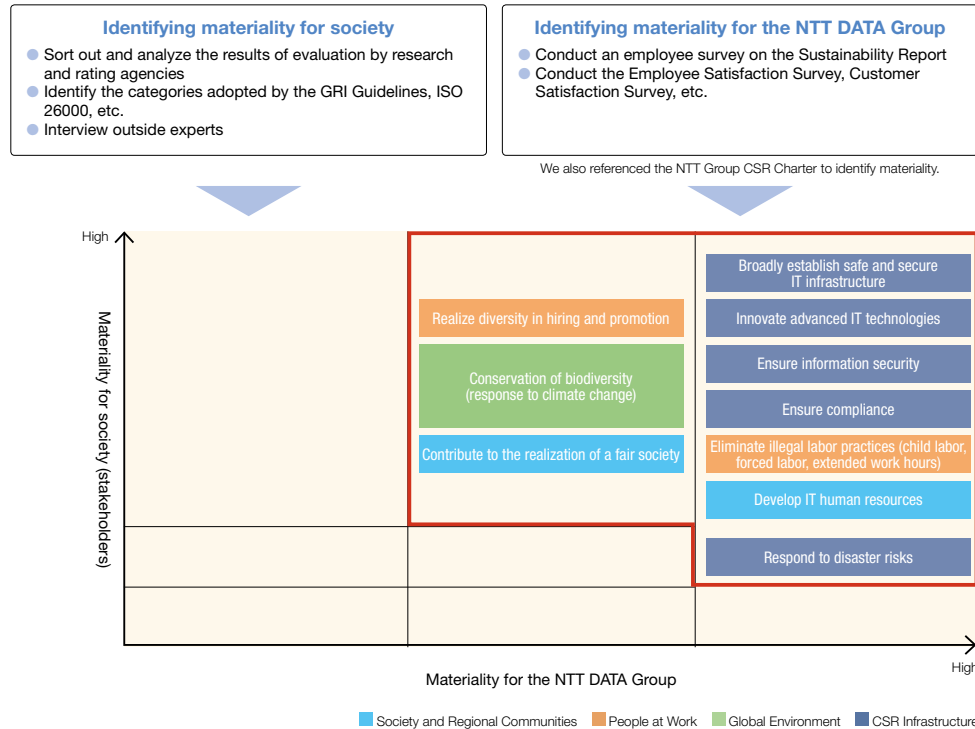 Identifying materiality for society
Sort out and analyze the results of evaluation by research
and rating agencies
Identify the categories adopted by the GRI Guidelines, ISO
26000, etc.
Interview outside experts
Identifying materiality for the NTT DATA Group
Conduct an employee survey on the Sustainability Report
Conduct the Employee Satisfaction Survey, Customer
Satisfaction Survey, etc.
We also referenced the NTT Group CSR Charter to identify materiality.
High
Materiality for society (stakeholders)
Realize diversity in hiring and promotion
Conservation of biodiversity
(response to climate change)
Contribute to the realization of a fair society
Broadly establish safe and secure
IT infrastructure
Innovate advanced IT technologies
Ensure information security
Ensure compliance
Eliminate illegal labor practices (child labor,
forced labor, extended work hours)
Develop IT human resources
Respond to disaster risks
High
Materiality for the NTT DATA Group
Society and Regional Communities
People at Work
Global Environment
CSR Infrastructure